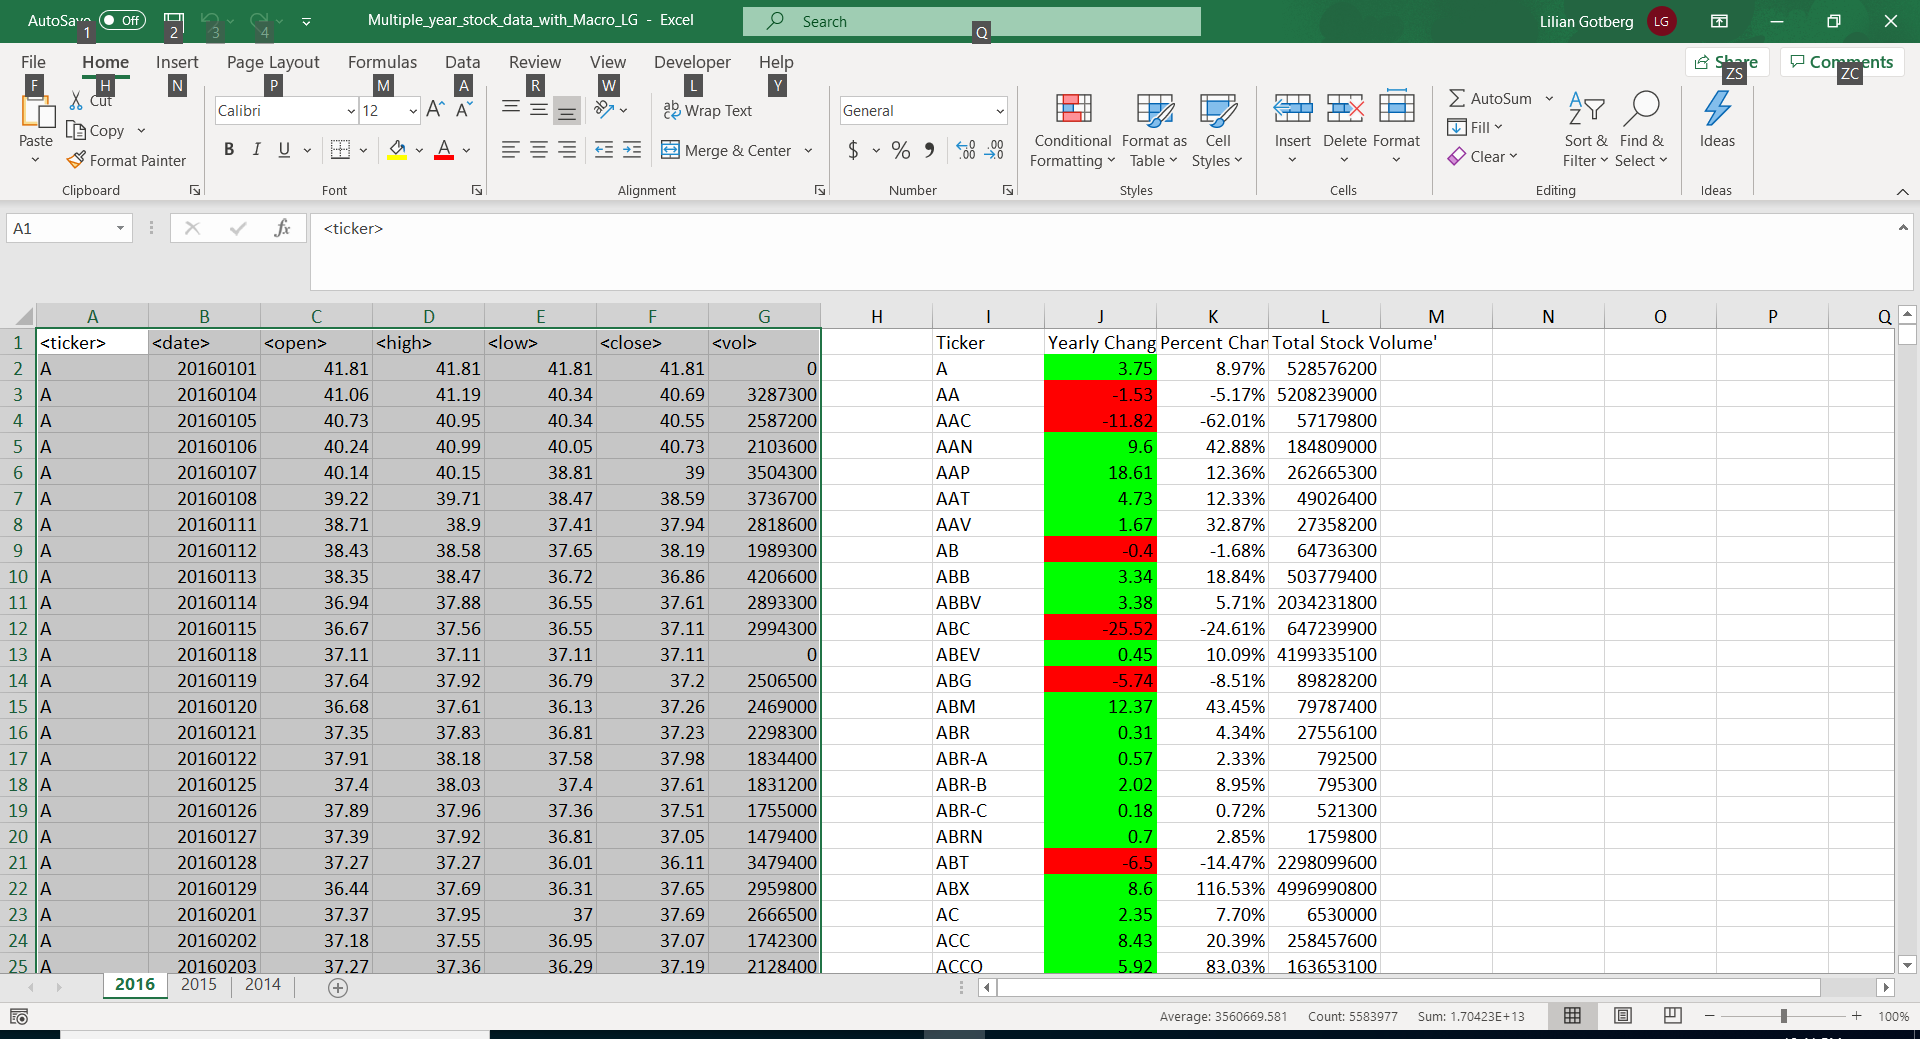 AutoSave Off Multiple_year_stock_data_with_Macro_LG - Excel Search Lilian Gotberg LG
1 2 3 4 Q
File Home Insert Page Layout Formulas Data Review View Developer Help Share Comments
F H N P M A R W L Y ZS ZC
Cut Calibri 12 Wrap Text General AutoSum
Paste Copy Format Painter B I U Merge & Center $ % Conditional Formatting Format as Table Cell Styles Insert Delete Format Fill Clear Sort & Filter Find & Select Ideas
Clipboard Font Alignment Number Styles Cells Editing Ideas
A1 fx <ticker>
A B C D E F G H I J K L M N O P Q
1 <ticker> <date> <open> <high> <low> <close> <vol> Ticker Yearly Chang Percent Char Total Stock Volume'
2 A 20160101 41.81 41.81 41.81 41.81 0 A 3.75 8.97% 528576200
3 A 20160104 41.06 41.19 40.34 40.69 3287300 AA -1.53 -5.17% 5208239000
4 A 20160105 40.73 40.95 40.34 40.55 2587200 AAC -11.82 -62.01% 57179800
5 A 20160106 40.24 40.99 40.05 40.73 2103600 AAN 9.6 42.88% 184809000
6 A 20160107 40.14 40.15 38.81 39 3504300 AAP 18.61 12.36% 262665300
7 A 20160108 39.22 39.71 38.47 38.59 3736700 AAT 4.73 12.33% 49026400
8 A 20160111 38.71 38.9 37.41 37.94 2818600 AAV 1.67 32.87% 27358200
9 A 20160112 38.43 38.58 37.65 38.19 1989300 AB -0.4 -1.68% 64736300
10 A 20160113 38.35 38.47 36.72 36.86 4206600 ABB 3.34 18.84% 503779400
11 A 20160114 36.94 37.88 36.55 37.61 2893300 ABBV 3.38 5.71% 2034231800
12 A 20160115 36.67 37.56 36.55 37.11 2994300 ABC -25.52 -24.61% 647239900
13 A 20160118 37.11 37.11 37.11 37.11 0 ABEV 0.45 10.09% 4199335100
14 A 20160119 37.64 37.92 36.79 37.2 2506500 ABG -5.74 -8.51% 89828200
15 A 20160120 36.68 37.61 36.13 37.26 2469000 ABM 12.37 43.45% 79787400
16 A 20160121 37.35 37.83 36.81 37.23 2298300 ABR 0.31 4.34% 27556100
17 A 20160122 37.91 38.18 37.58 37.98 1834400 ABR-A 0.57 2.33% 792500
18 A 20160125 37.4 38.03 37.4 37.61 1831200 ABR-B 2.02 8.95% 795300
19 A 20160126 37.89 37.96 37.36 37.51 1755000 ABR-C 0.18 0.72% 521300
20 A 20160127 37.39 37.92 36.81 37.05 1479400 ABRN 0.7 2.85% 1759800
21 A 20160128 37.27 37.27 36.01 36.11 3479400 ABT -6.5 -14.47% 2298099600
22 A 20160129 36.44 37.69 36.31 37.65 2959800 ABX 8.6 116.53% 4996990800
23 A 20160201 37.37 37.95 37 37.69 2666500 AC 2.35 7.70% 6530000
24 A 20160202 37.18 37.55 36.95 37.07 1742300 ACC 8.43 20.39% 258457600
25 A 20160203 37.27 37.36 36.29 37.19 2128400 ACCO 5.92 83.03% 163653100
2016 2015 2014
Average: 3560669.581 Count: 5583977 Sum: 1.70423E+13 100%